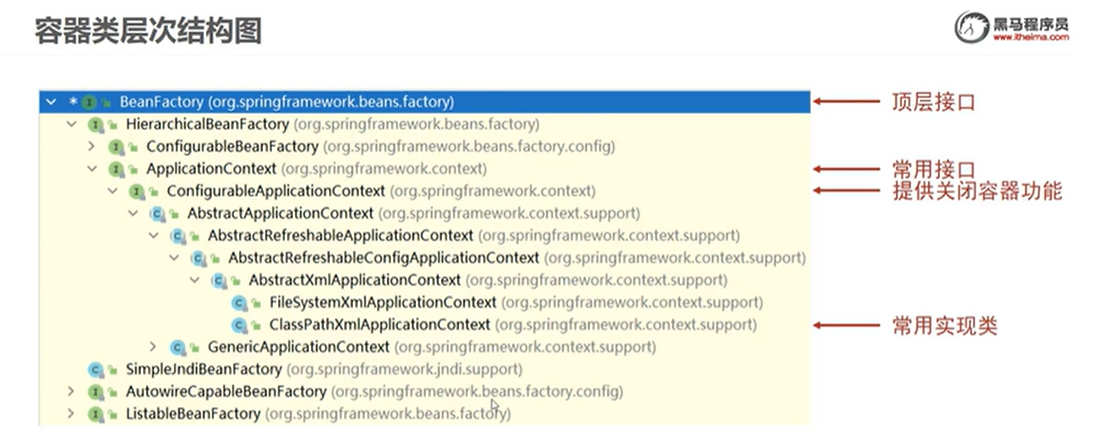 容器类层次结构图
黑马程序员
www.itheima.com
BeanFactory (org.springframework.beans.factory)
顶层接口
HierarchicalBeanFactory (org.springframework.beans.factory)
ConfigurableBeanFactory (org.springframework.beans.factory.config)
ApplicationContext (org.springframework.context)
常用接口
ConfigurableApplicationContext (org.springframework.context)
提供关闭容器功能
AbstractApplicationContext (org.springframework.context.support)
AbstractRefreshableApplicationContext (org.springframework.context.support)
AbstractRefreshableConfigApplicationContext (org.springframework.context.support)
AbstractXmlApplicationContext (org.springframework.context.support)
FileSystemXmlApplicationContext (org.springframework.context.support)
ClassPathXmlApplicationContext (org.springframework.context.support)
常用实现类
GenericApplicationContext (org.springframework.context.support)
SimpleJndiBeanFactory (org.springframework.jndi.support)
AutowireCapableBeanFactory (org.springframework.beans.factory.config)
ListableBeanFactory (org.springframework.beans.factory)